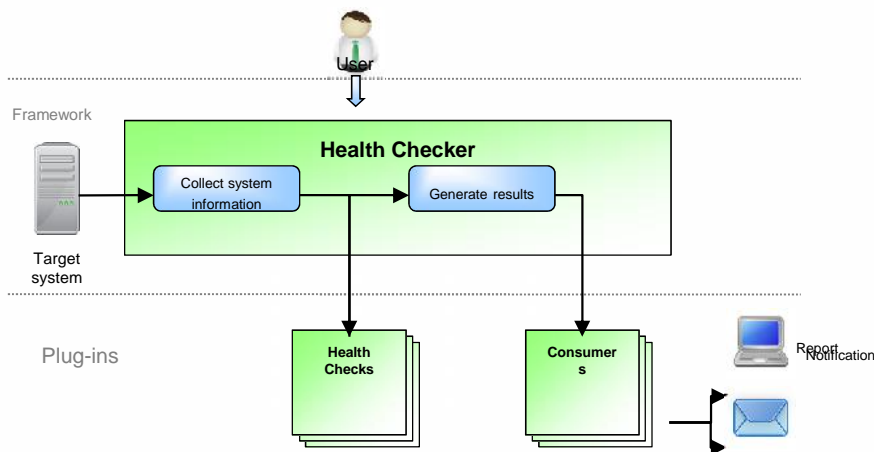 User
Framework
Health Checker
Collect system
information
Generate results
Target
system
Plug-ins
Health
Checks
Consumer
s
Report
Notification